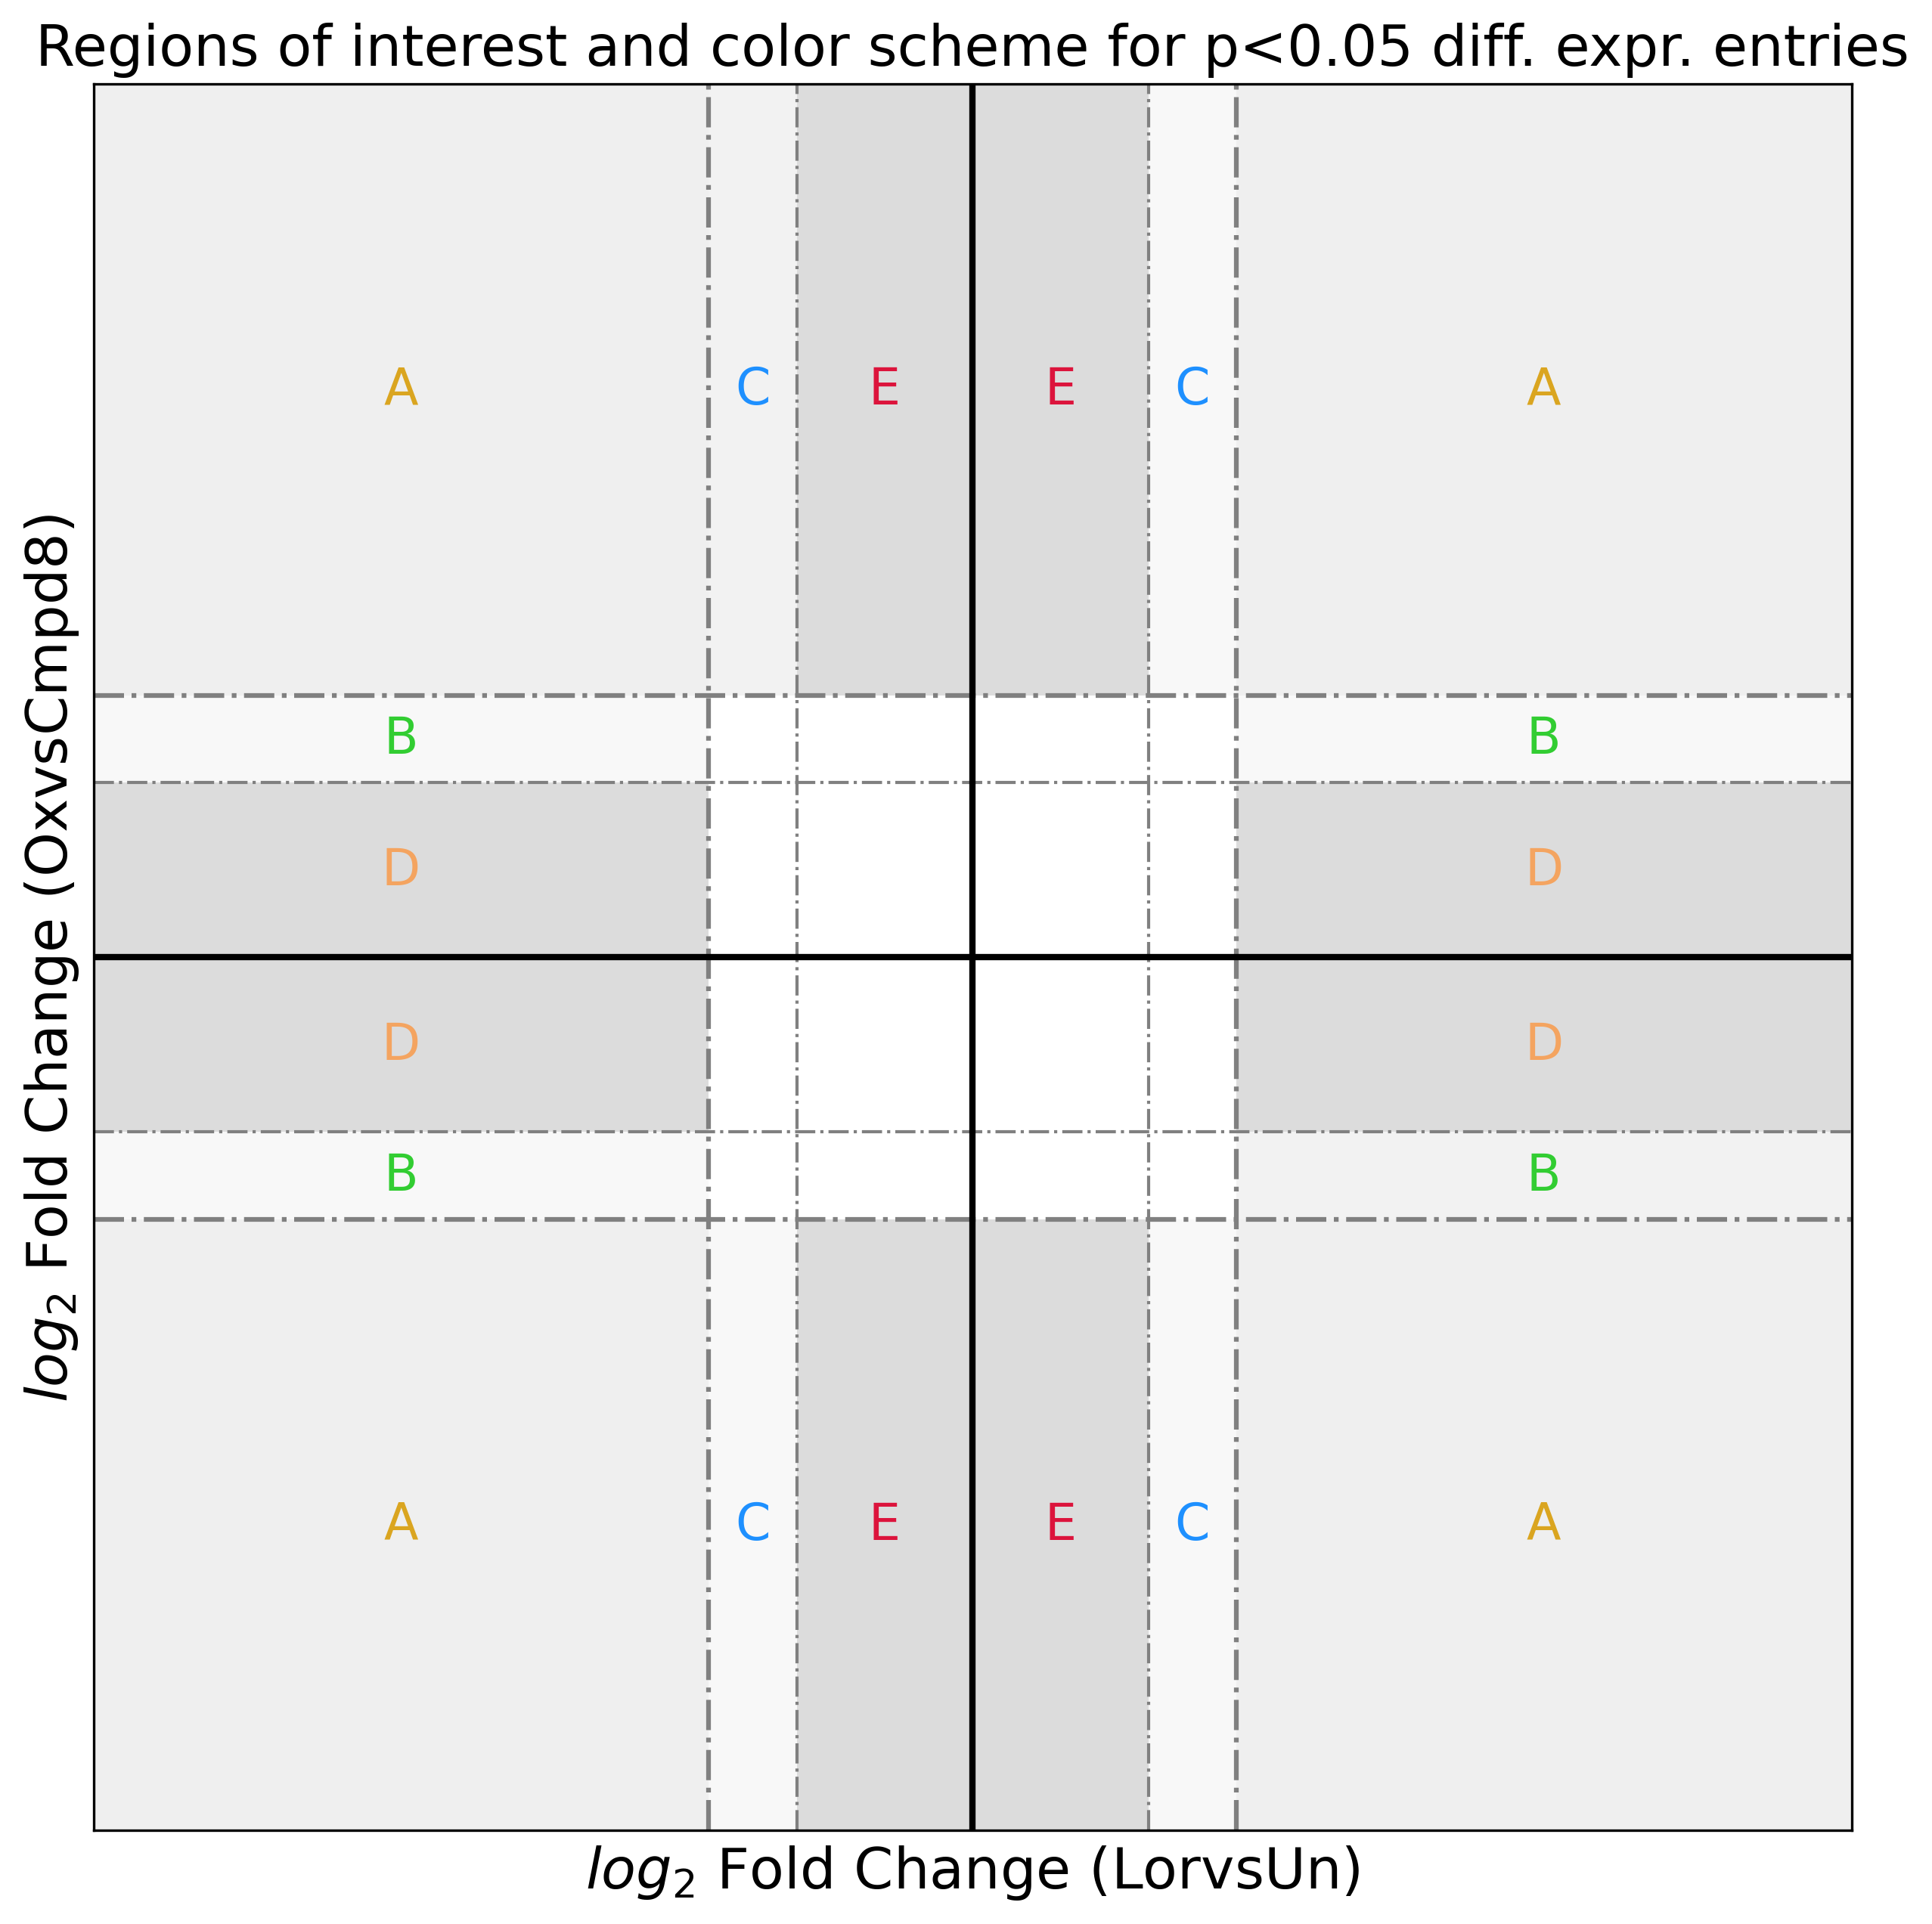 Regions of interest and color scheme for p<0.05 diff. expr. entries
log₂ Fold Change (OxvsCmpd8)
A C E E C A
B B
D D
D D
B B
A C E E C A
log₂ Fold Change (LorvsUn)